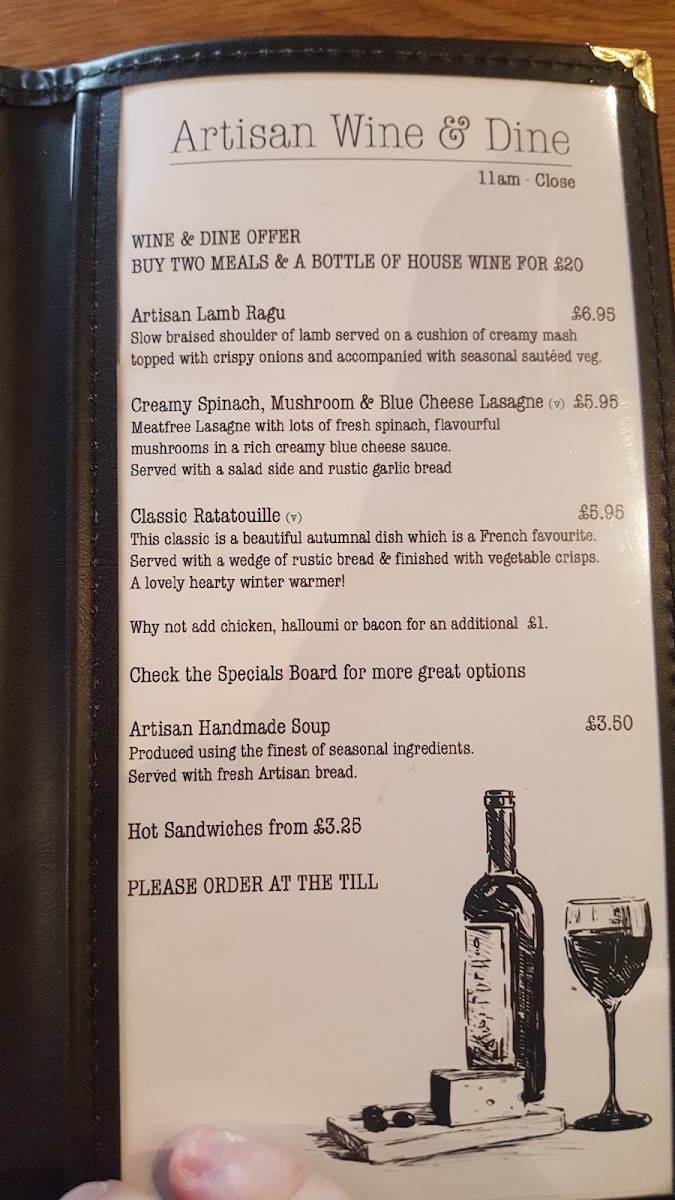 Artisan Wine & Dine
11am - Close
WINE & DINE OFFER
BUY TWO MEALS & A BOTTLE OF HOUSE WINE FOR £20
Artisan Lamb Ragu £6.95
Slow braised shoulder of lamb served on a cushion of creamy mash
topped with crispy onions and accompanied with seasonal sautéed veg.
Creamy Spinach, Mushroom & Blue Cheese Lasagne (v) £5.95
Meatfree Lasagne with lots of fresh spinach, flavourful
mushrooms in a rich creamy blue cheese sauce.
Served with a salad side and rustic garlic bread
Classic Ratatouille (v) £5.95
This classic is a beautiful autumnal dish which is a French favourite.
Served with a wedge of rustic bread & finished with vegetable crisps.
A lovely hearty winter warmer!
Why not add chicken, halloumi or bacon for an additional £1.
Check the Specials Board for more great options
Artisan Handmade Soup £3.50
Produced using the finest of seasonal ingredients.
Served with fresh Artisan bread.
Hot Sandwiches from £3.25
PLEASE ORDER AT THE TILL